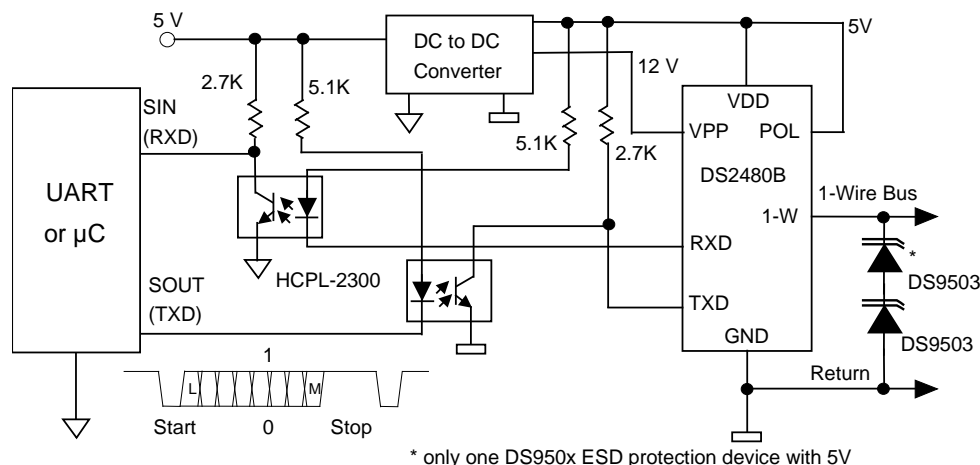 5 V
DC to DC
Converter
5V
12 V
2.7K
5.1K
5.1K
2.7K
SIN
(RXD)
UART
or µC
SOUT
(TXD)
HCPL-2300
VDD
VPP
POL
DS2480B
1-W
RXD
TXD
GND
1-Wire Bus
*
DS9503
DS9503
Return
1
L
M
Start
0
Stop
* only one DS950x ESD protection device with 5V